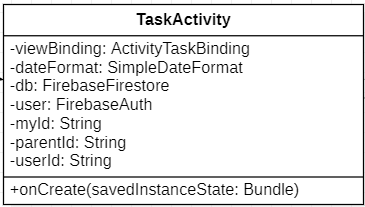 TaskActivity
-viewBinding: ActivityTaskBinding
-dateFormat: SimpleDateFormat
-db: FirebaseFirestore
-user: FirebaseAuth
-myId: String
-parentId: String
-userId: String
+onCreate(savedInstanceState: Bundle)